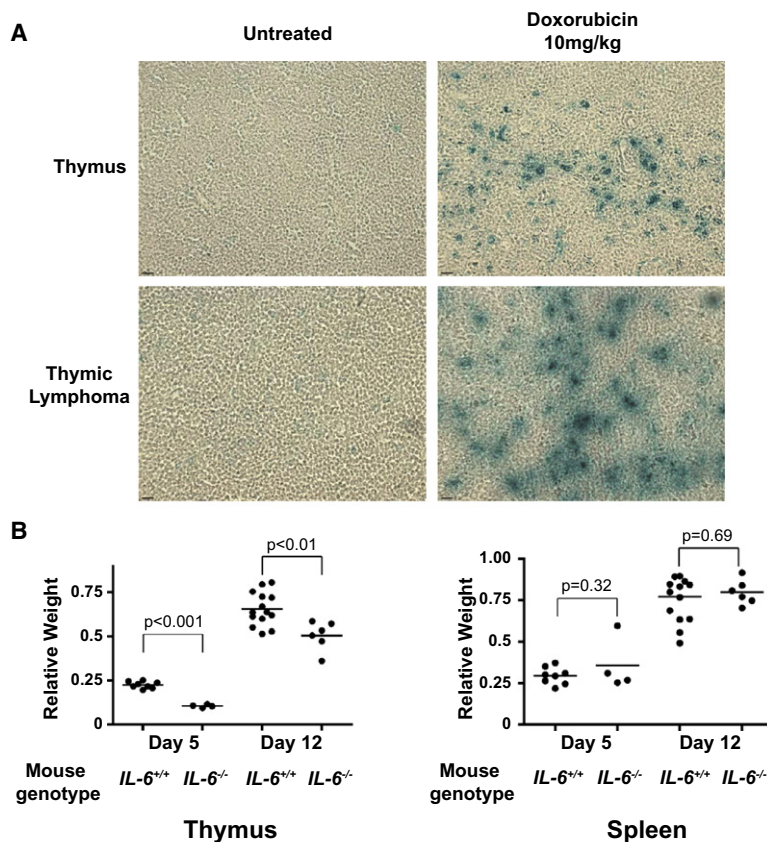 A
Untreated
Doxorubicin
10mg/kg
Thymus
Thymic
Lymphoma
B
Relative Weight
0.75
0.5
0.25
0
p<0.001
p<0.01
Day 5
Day 12
Mouse
genotype
IL-6+/+
IL-6-/-
IL-6+/+
IL-6-/-
Thymus
Relative Weight
1.00
0.75
0.50
0.25
0
p=0.32
p=0.69
Day 5
Day 12
Mouse
genotype
IL-6+/+
IL-6-/-
IL-6+/+
IL-6-/-
Spleen